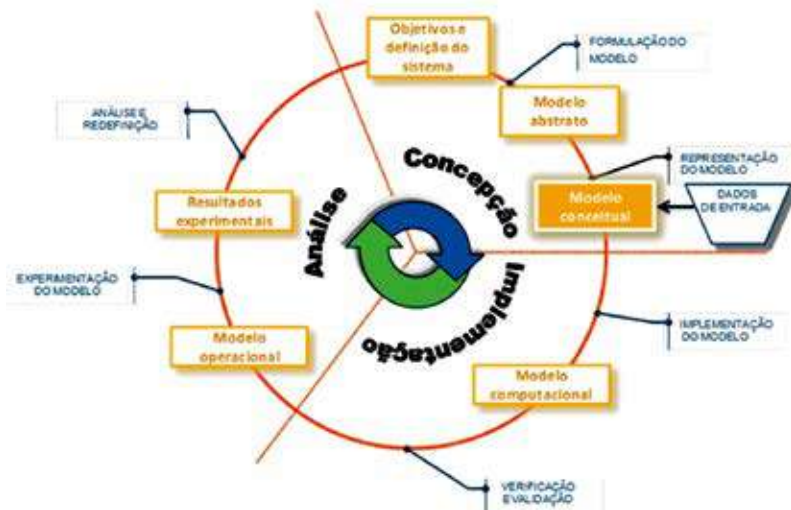 Objetivos e
definição do
sistema
FORMULAÇÃO DO
MODELO
Modelo
abstrato
REPRESENTAÇÃO
DO MODELO
Modelo
conceitual
DADOS
DE ENTRADA
IMPLEMENTAÇÃO
DO MODELO
Modelo
computacional
VERIFICAÇÃO
E VALIDAÇÃO
Modelo
operacional
EXPERIMENTAÇÃO
DO MODELO
Resultados
experimentais
ANÁLISE E
REDEFINIÇÃO
Concepção
Implementação
Análise